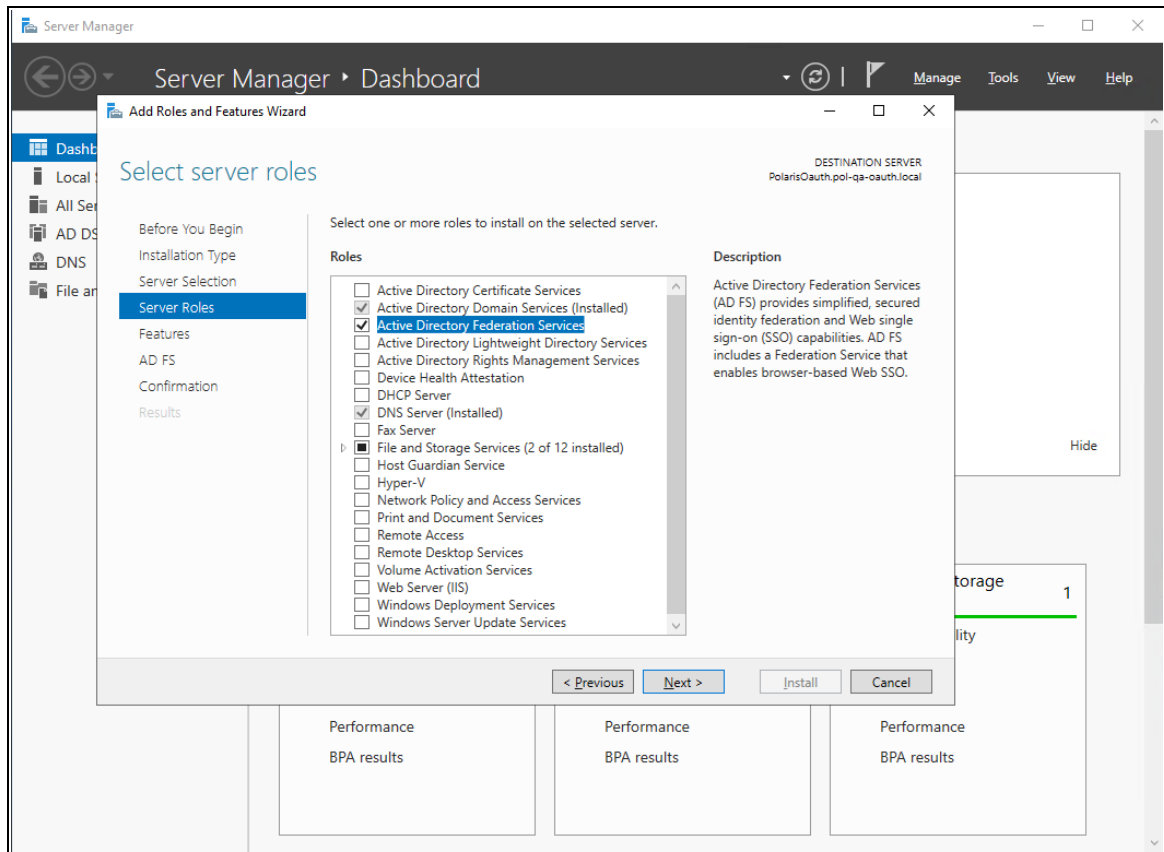 Server Manager
Server Manager • Dashboard
Manage Tools View Help
Add Roles and Features Wizard
Select server roles
DESTINATION SERVER
PolarisOauth.pol-qa-oauth.local
Dashb
Local
All Ser
AD DS
DNS
File an
Before You Begin
Installation Type
Server Selection
Server Roles
Features
AD FS
Confirmation
Results
Select one or more roles to install on the selected server.
Roles
Active Directory Certificate Services
Active Directory Domain Services (Installed)
Active Directory Federation Services
Active Directory Lightweight Directory Services
Active Directory Rights Management Services
Device Health Attestation
DHCP Server
DNS Server (Installed)
Fax Server
File and Storage Services (2 of 12 installed)
Host Guardian Service
Hyper-V
Network Policy and Access Services
Print and Document Services
Remote Access
Remote Desktop Services
Volume Activation Services
Web Server (IIS)
Windows Deployment Services
Windows Server Update Services
Description
Active Directory Federation Services
(AD FS) provides simplified, secured
identity federation and Web single
sign-on (SSO) capabilities. AD FS
includes a Federation Service that
enables browser-based Web SSO.
Hide
torage 1
lity
< Previous Next > Install Cancel
Performance Performance Performance
BPA results BPA results BPA results